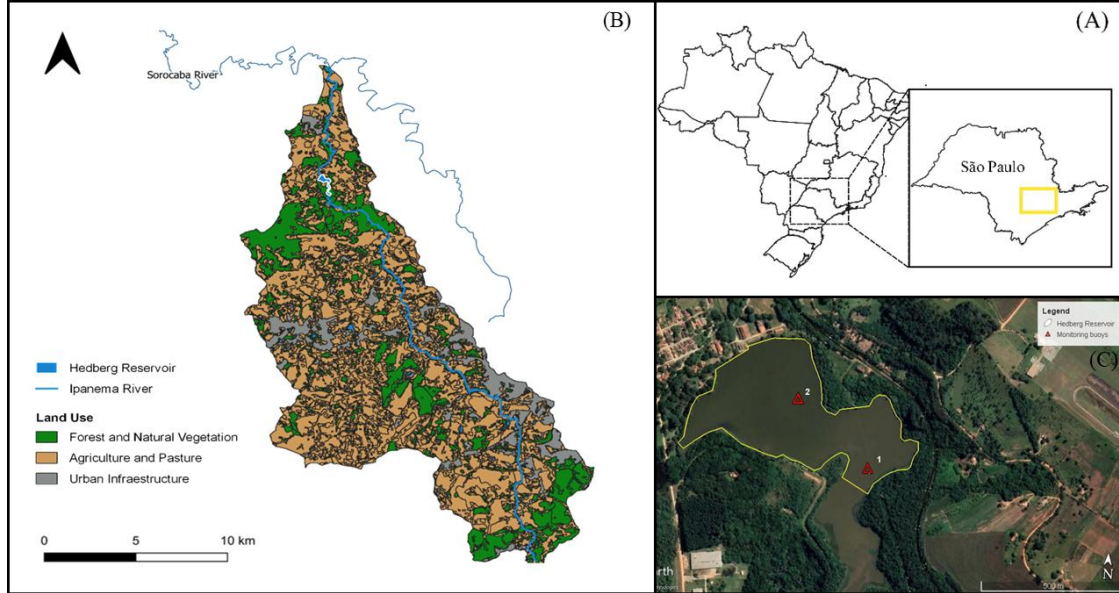 (B)
Sorocaba River
Hedberg Reservoir
Ipanema River
Land Use
Forest and Natural Vegetation
Agriculture and Pasture
Urban Infraestructure
0 5 10 km
(A)
São Paulo
Legend
Hedberg Reservoir
Monitoring buoys
(C)
2
1
arth
N
500 m